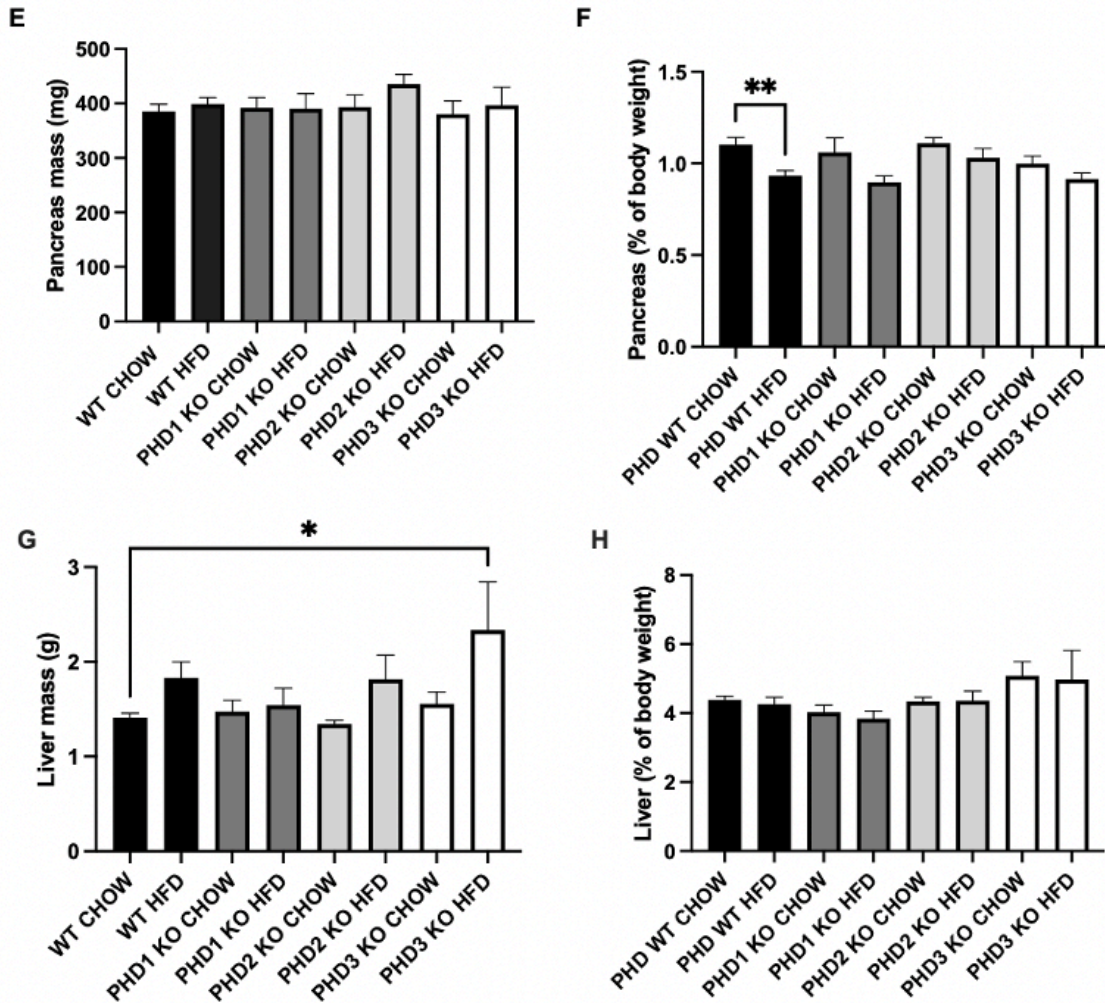 E
Pancreas mass (mg)
500
400
300
200
100
0
WT CHOW
WT HFD
PHD1 KO CHOW
PHD1 KO HFD
PHD2 KO CHOW
PHD2 KO HFD
PHD3 KO CHOW
PHD3 KO HFD
F
Pancreas (% of body weight)
1.5
1.0
0.5
0.0
**
PHD WT CHOW
PHD WT HFD
PHD1 KO CHOW
PHD1 KO HFD
PHD2 KO CHOW
PHD2 KO HFD
PHD3 KO CHOW
PHD3 KO HFD
G
Liver mass (g)
3
2
1
0
*
WT CHOW
WT HFD
PHD1 KO CHOW
PHD1 KO HFD
PHD2 KO CHOW
PHD2 KO HFD
PHD3 KO CHOW
PHD3 KO HFD
H
Liver (% of body weight)
8
6
4
2
0
PHD WT CHOW
PHD WT HFD
PHD1 KO CHOW
PHD1 KO HFD
PHD2 KO CHOW
PHD2 KO HFD
PHD3 KO CHOW
PHD3 KO HFD